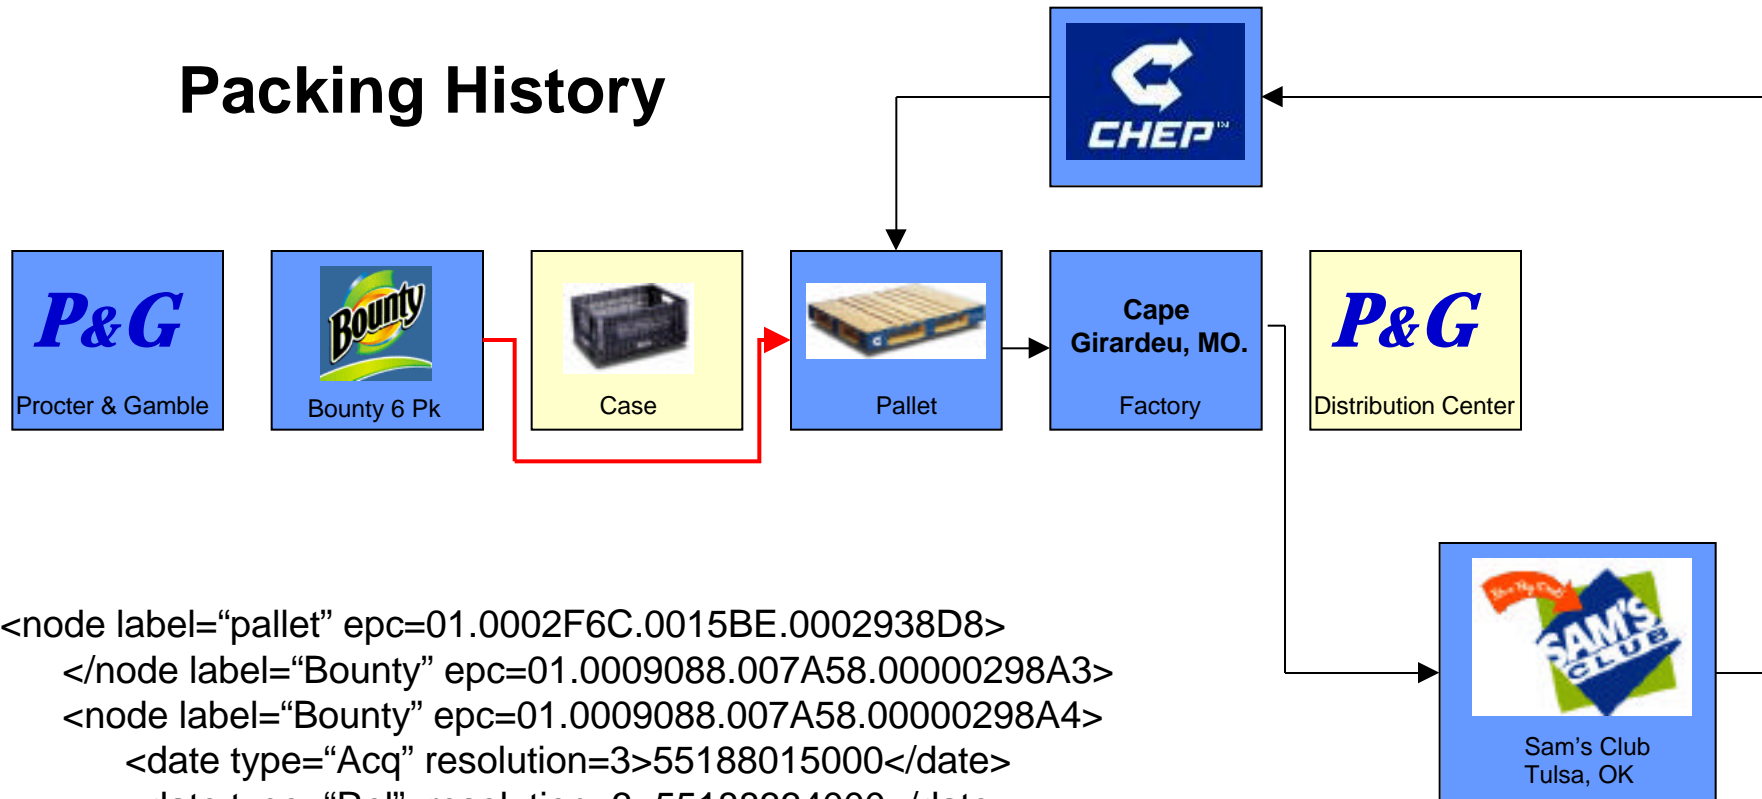 Packing History
CHEP™
P&G
Procter & Gamble
Bounty
Bounty 6 Pk
Case
Pallet
Cape
Girardeu, MO.
Factory
P&G
Distribution Center
SAM'S
CLUB
Sam’s Club
Tulsa, OK
<node label=“pallet” epc=01.0002F6C.0015BE.0002938D8>
</node label=“Bounty” epc=01.0009088.007A58.00000298A3>
<node label=“Bounty” epc=01.0009088.007A58.00000298A4>
<date type=“Acq” resolution=3>55188015000</date>